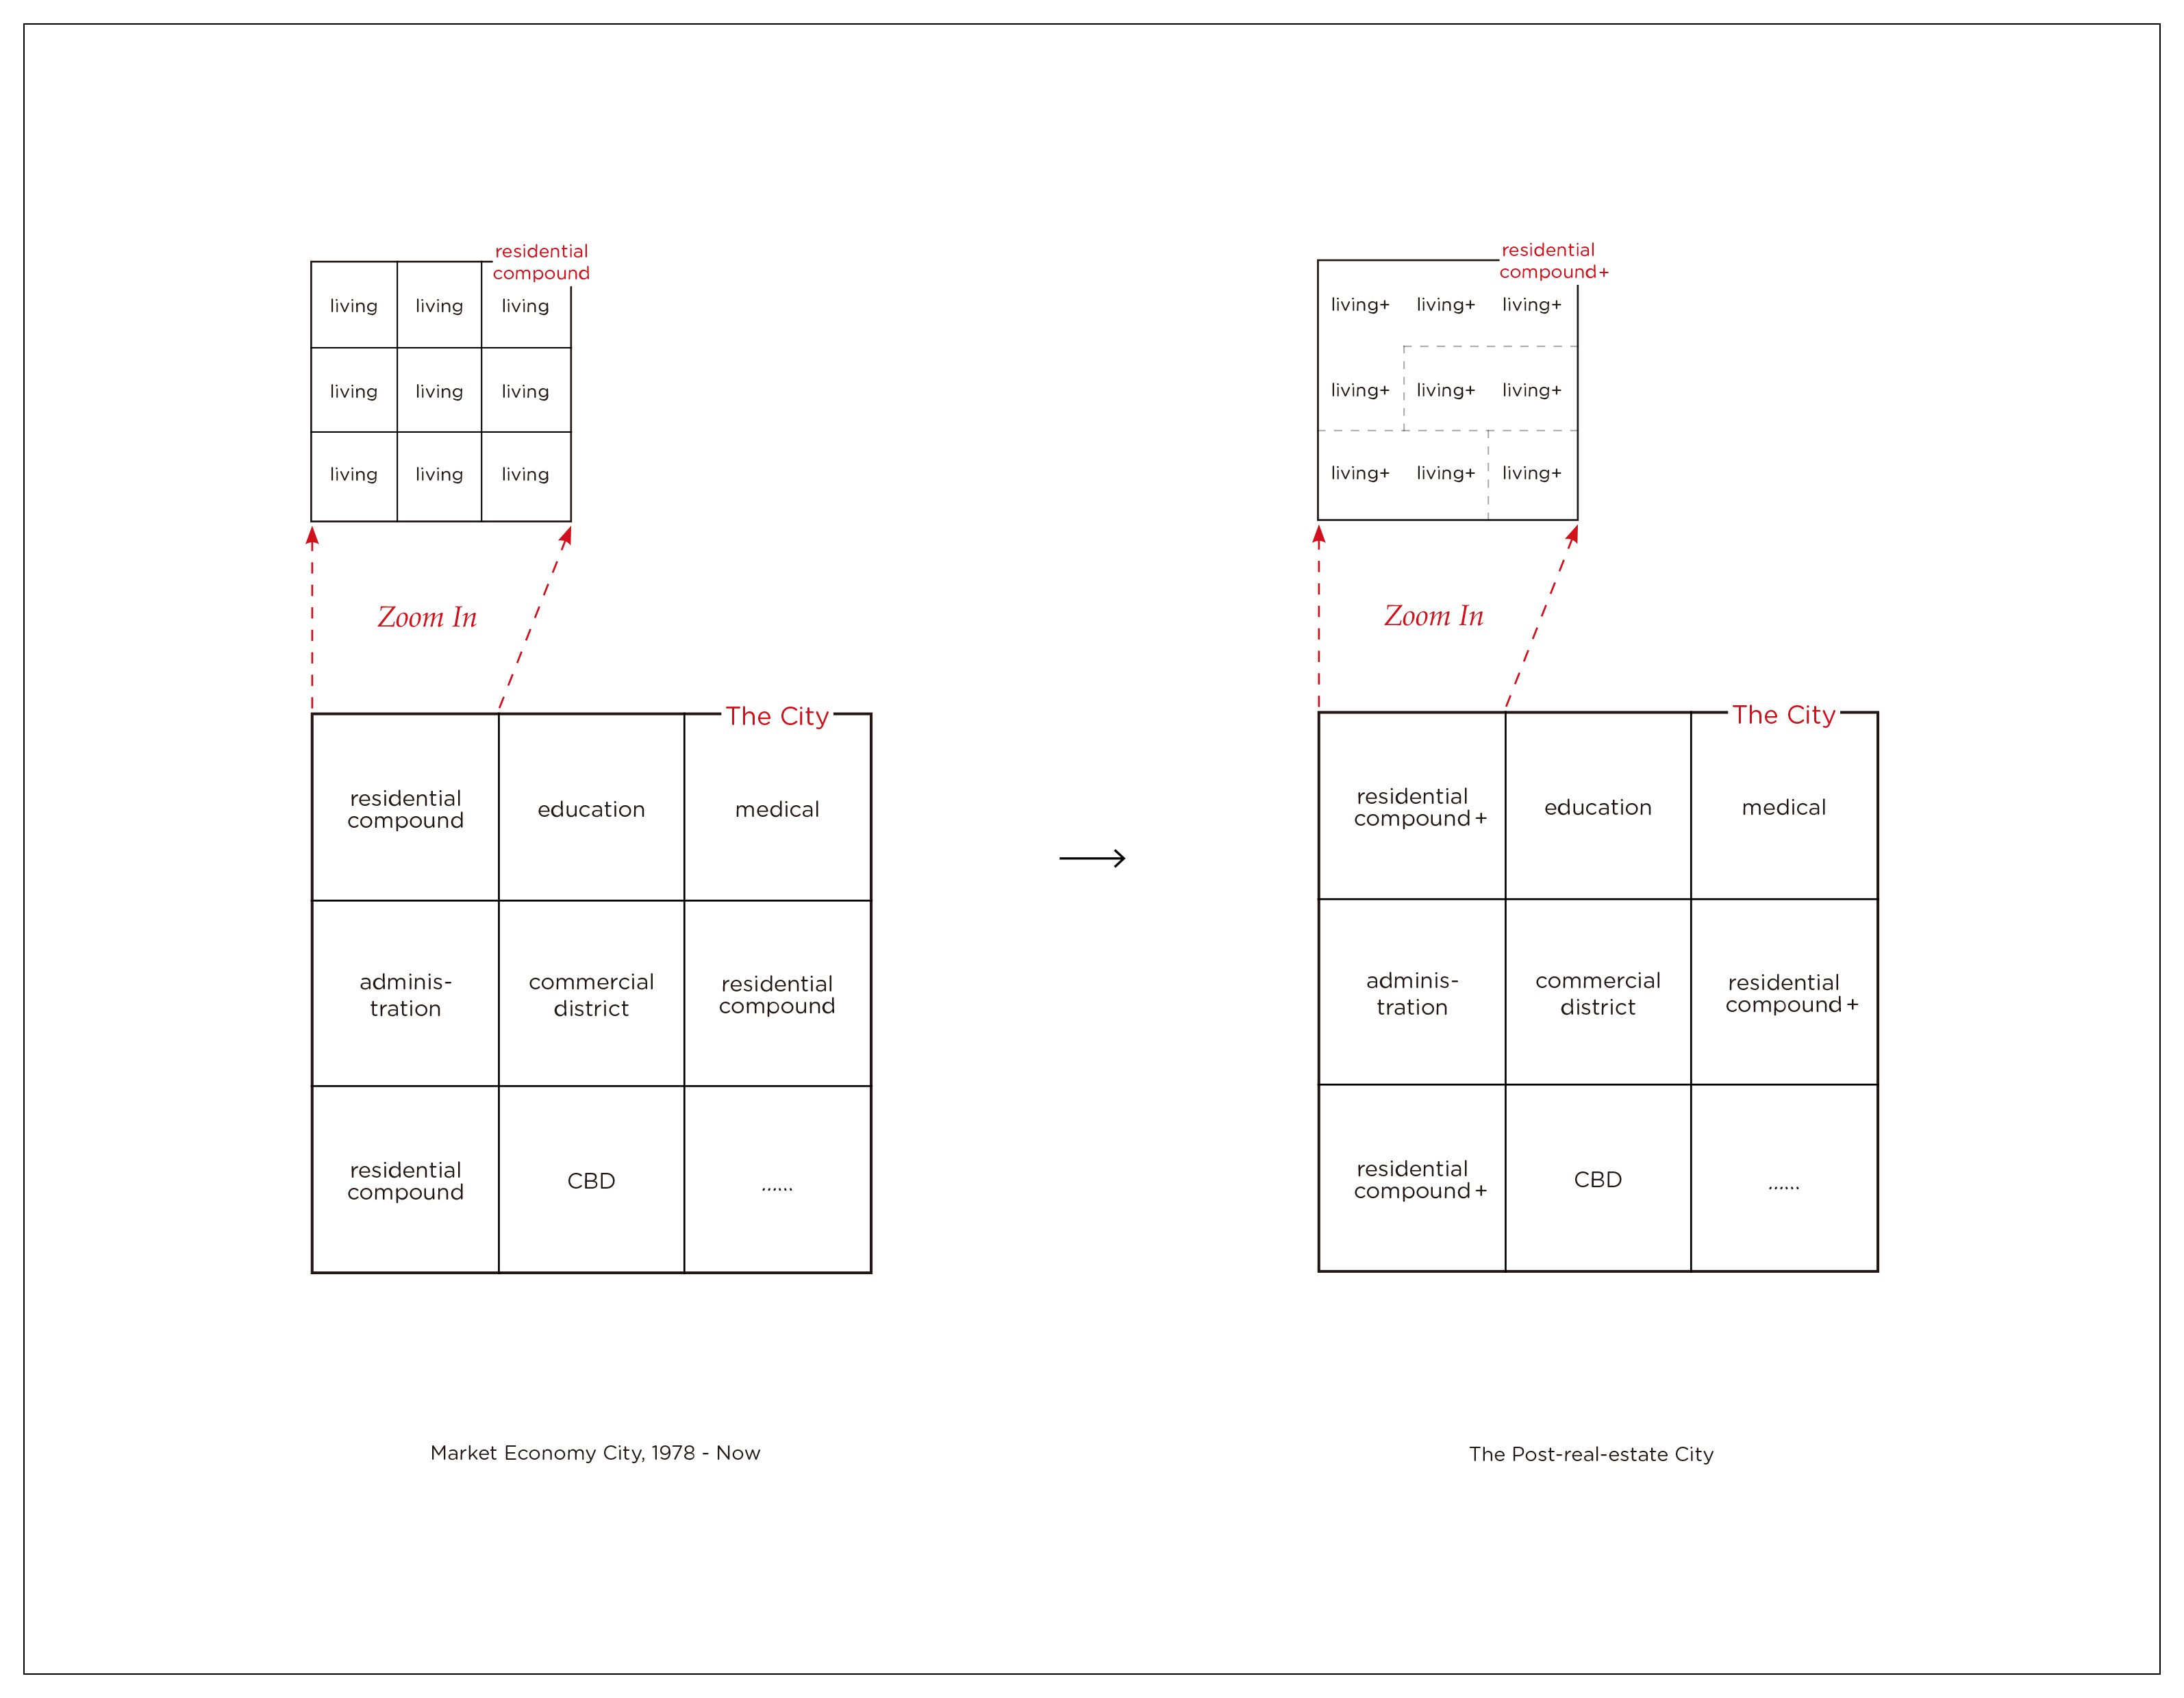 residential
compound
living living living
living living living
living living living
Zoom In
The City
residential
compound
education
medical
adminis-
tration
commercial
district
residential
compound
residential
compound
CBD
......
Market Economy City, 1978 - Now
residential
compound+
living+ living+ living+
living+ living+ living+
living+ living+ living+
Zoom In
The City
residential
compound +
education
medical
adminis-
tration
commercial
district
residential
compound +
residential
compound +
CBD
......
The Post-real-estate City